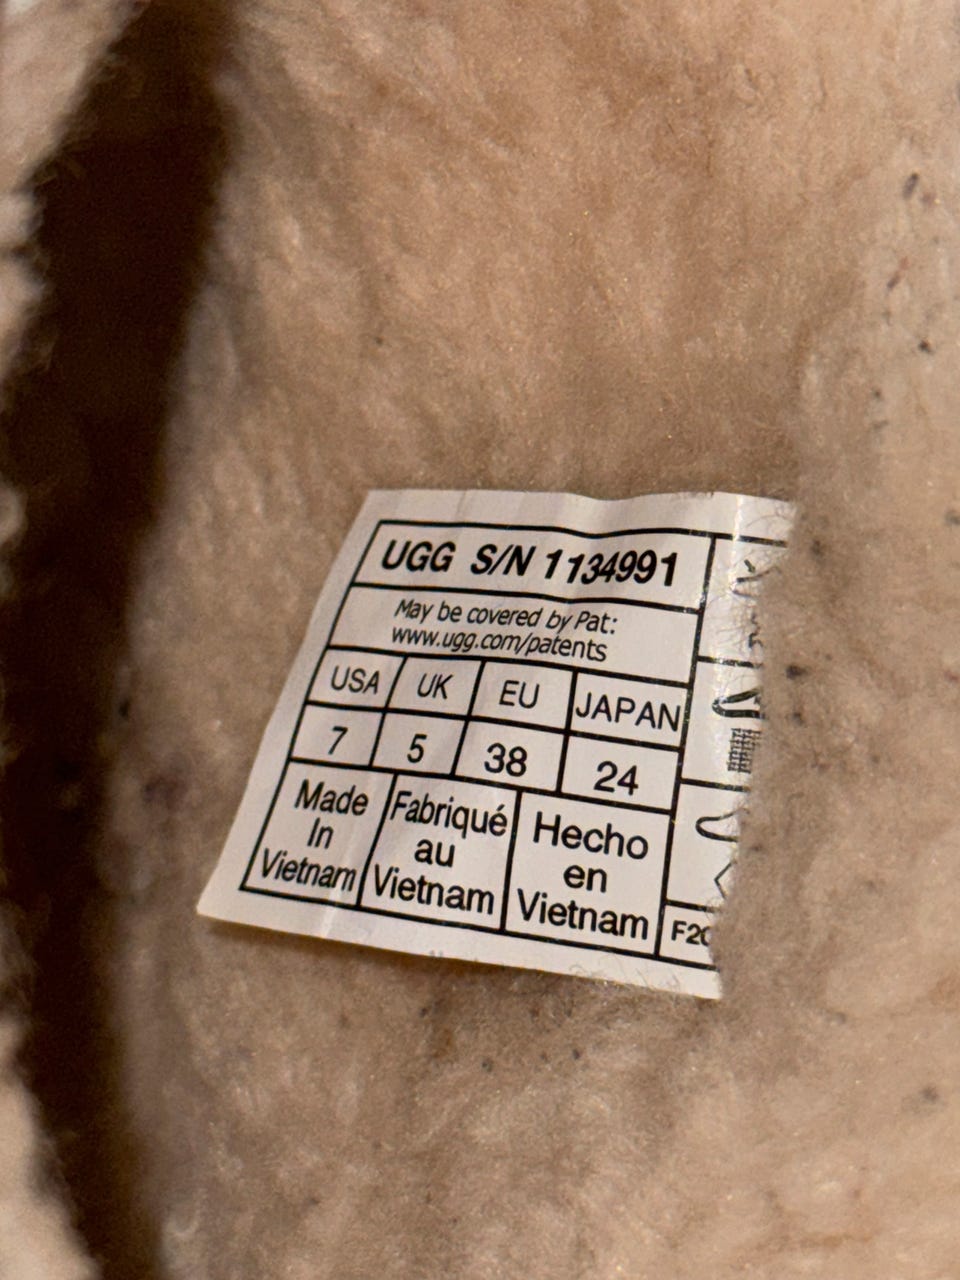 UGG S/N 1134991
May be covered by Pat:
www.ugg.com/patents
USA UK EU JAPAN
7 5 38 24
Made
In
Vietnam
Fabriqué
au
Vietnam
Hecho
en
Vietnam